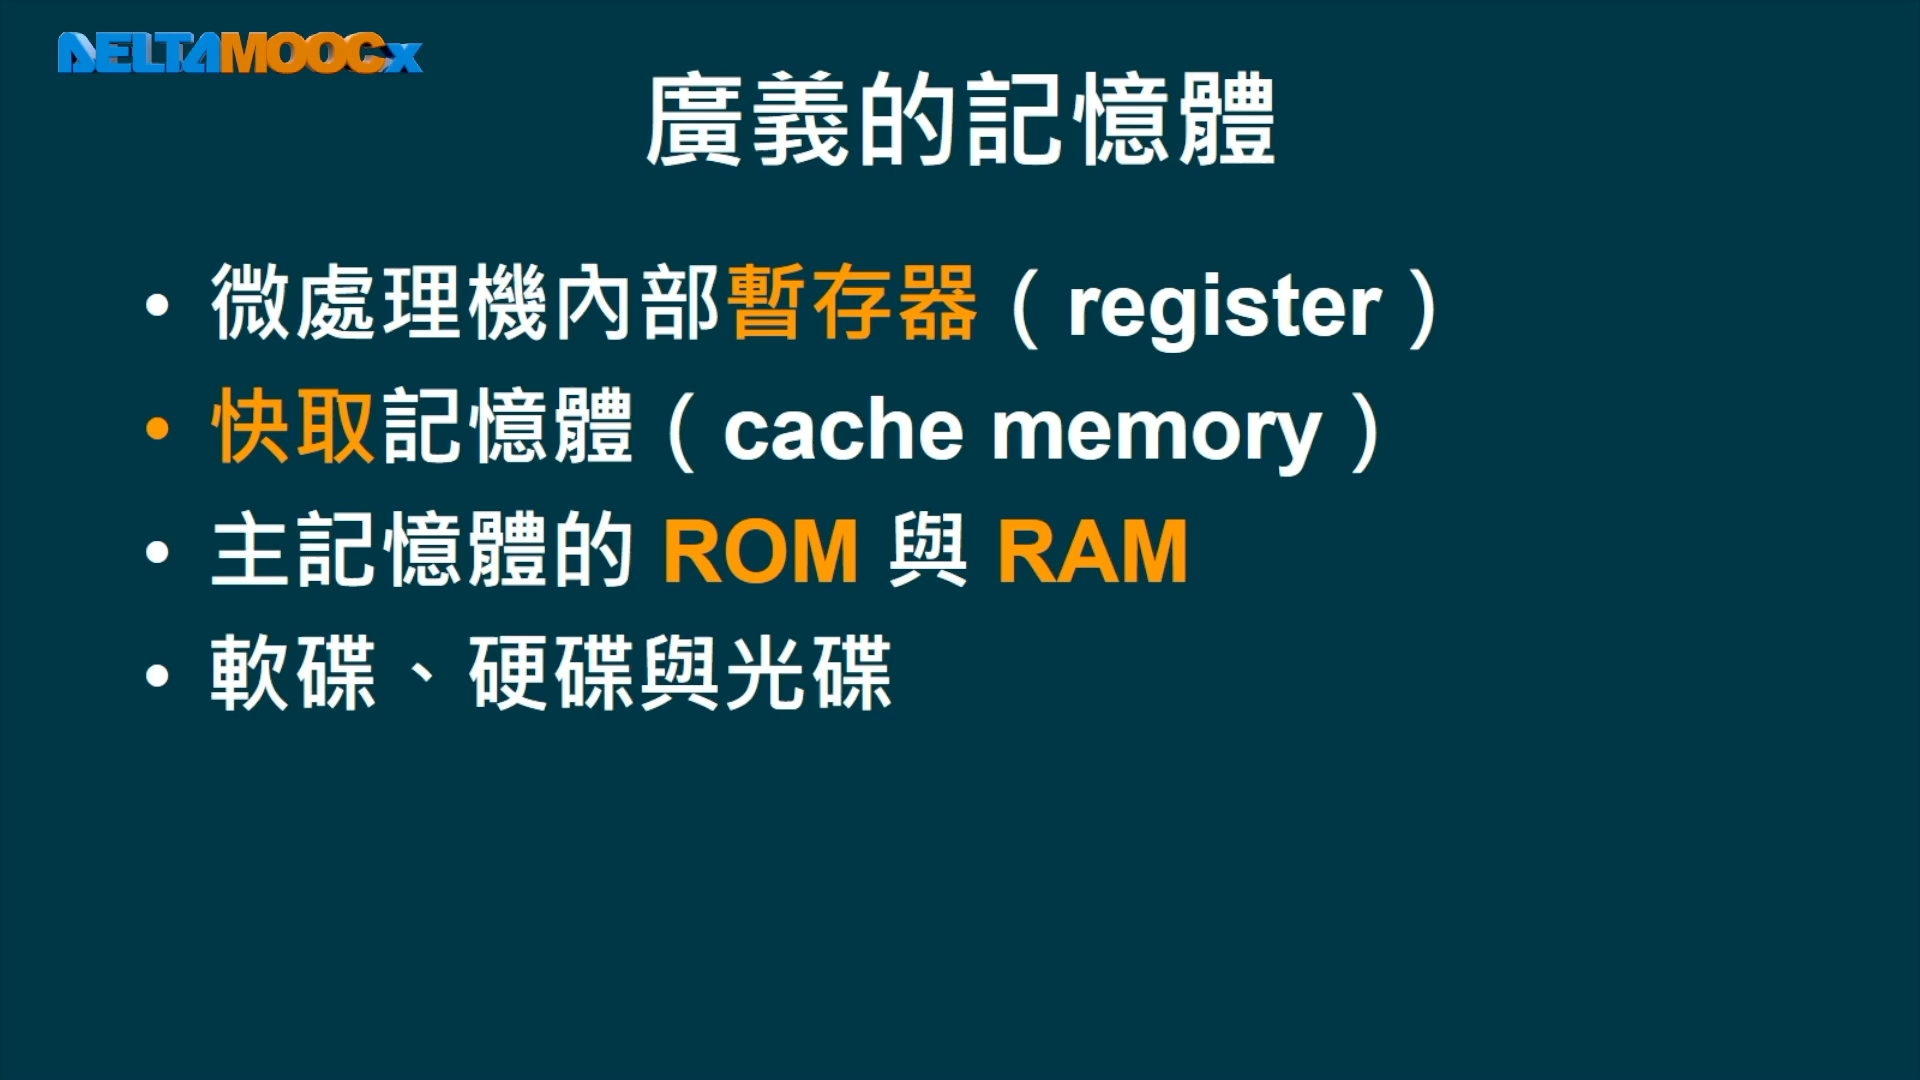 DELTAMOOCx
廣義的記憶體
• 微處理機內部暫存器（register）
• 快取記憶體（cache memory）
• 主記憶體的 ROM 與 RAM
• 軟碟、硬碟與光碟